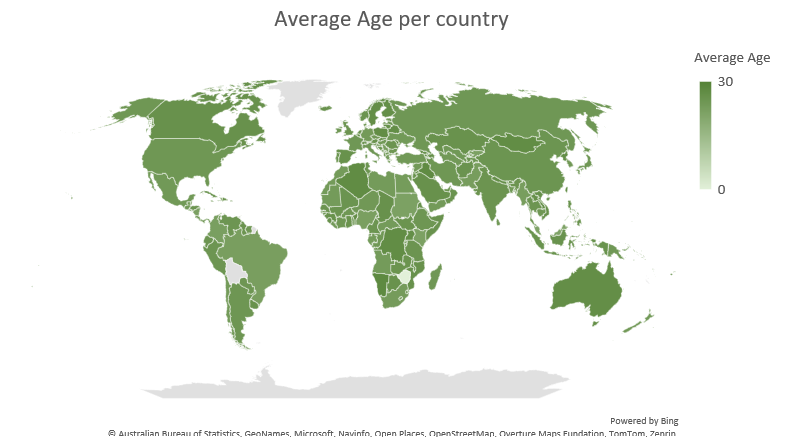 Average Age per country
Average Age
30
0
Powered by Bing
© Australian Bureau of Statistics, GeoNames, Microsoft, Navinfo, Open Places, OpenStreetMap, Overture Maps Fundation, TomTom, Zenrin